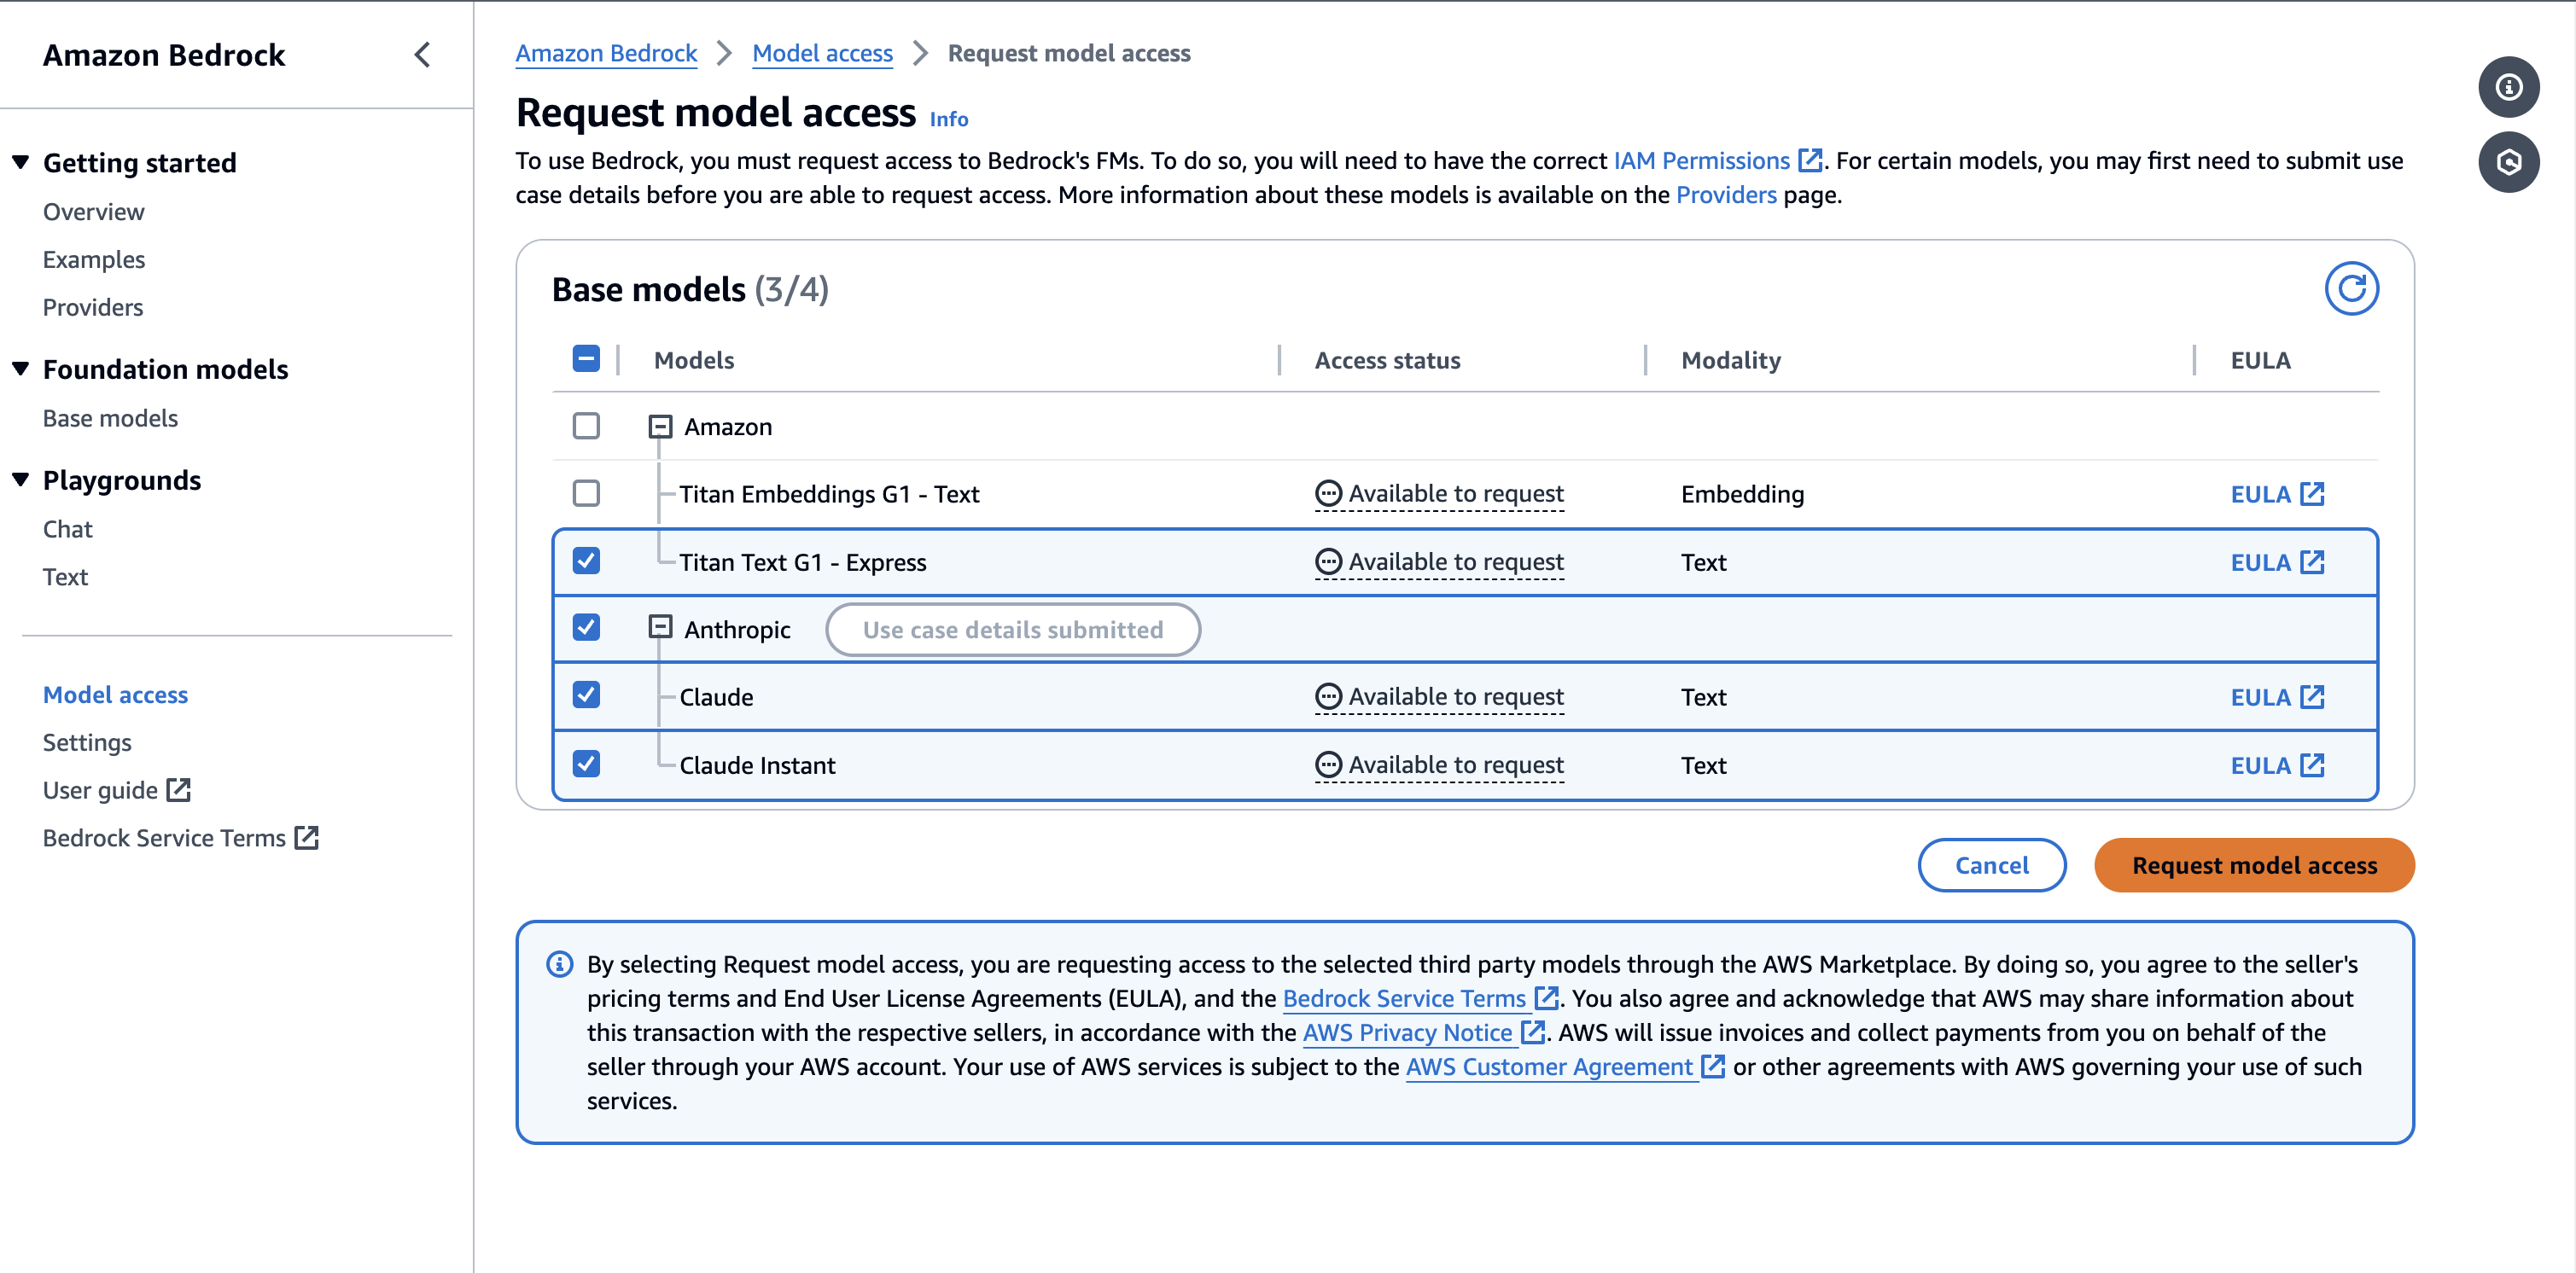 Amazon Bedrock
Getting started
Overview
Examples
Providers
Foundation models
Base models
Playgrounds
Chat
Text
Model access
Settings
User guide
Bedrock Service Terms
Amazon Bedrock > Model access > Request model access
Request model access Info
To use Bedrock, you must request access to Bedrock's FMs. To do so, you will need to have the correct IAM Permissions. For certain models, you may first need to submit use
case details before you are able to request access. More information about these models is available on the Providers page.
Base models (3/4)
Models Access status Modality EULA
Amazon
Titan Embeddings G1 - Text Available to request Embedding EULA
Titan Text G1 - Express Available to request Text EULA
Anthropic Use case details submitted
Claude Available to request Text EULA
Claude Instant Available to request Text EULA
Cancel Request model access
By selecting Request model access, you are requesting access to the selected third party models through the AWS Marketplace. By doing so, you agree to the seller's
pricing terms and End User License Agreements (EULA), and the Bedrock Service Terms. You also agree and acknowledge that AWS may share information about
this transaction with the respective sellers, in accordance with the AWS Privacy Notice. AWS will issue invoices and collect payments from you on behalf of the
seller through your AWS account. Your use of AWS services is subject to the AWS Customer Agreement or other agreements with AWS governing your use of such
services.